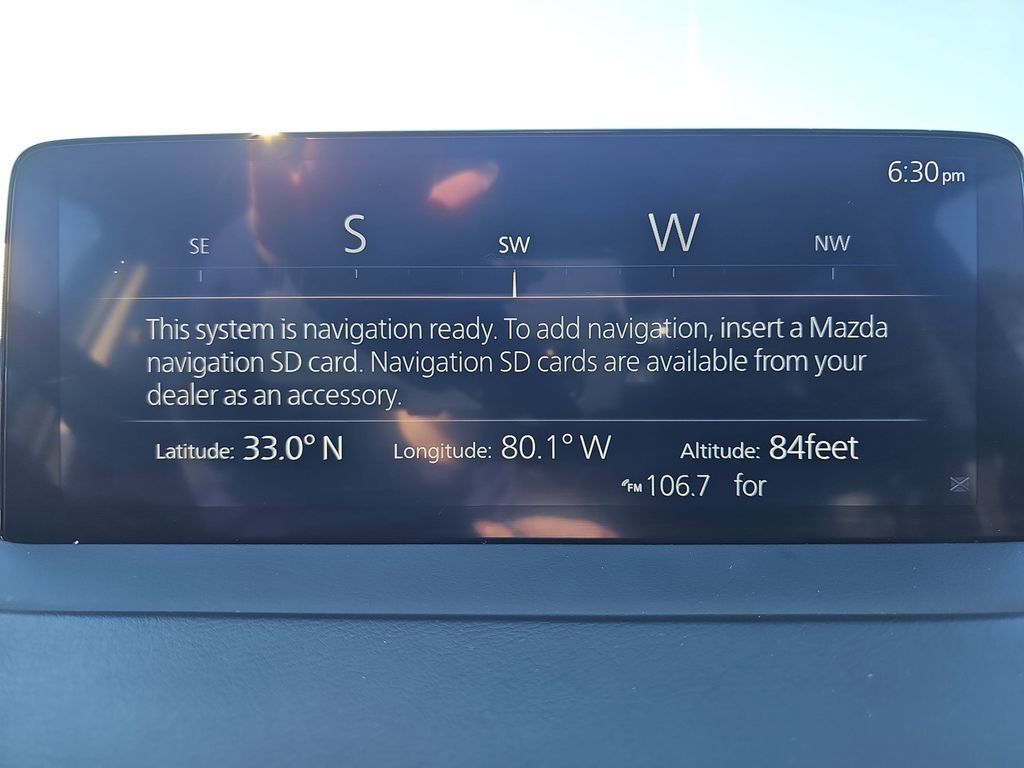 6:30pm
SE S SW W NW
This system is navigation ready. To add navigation, insert a Mazda
navigation SD card. Navigation SD cards are available from your
dealer as an accessory.
Latitude: 33.0° N Longitude: 80.1° W Altitude: 84feet
FM 106.7 for